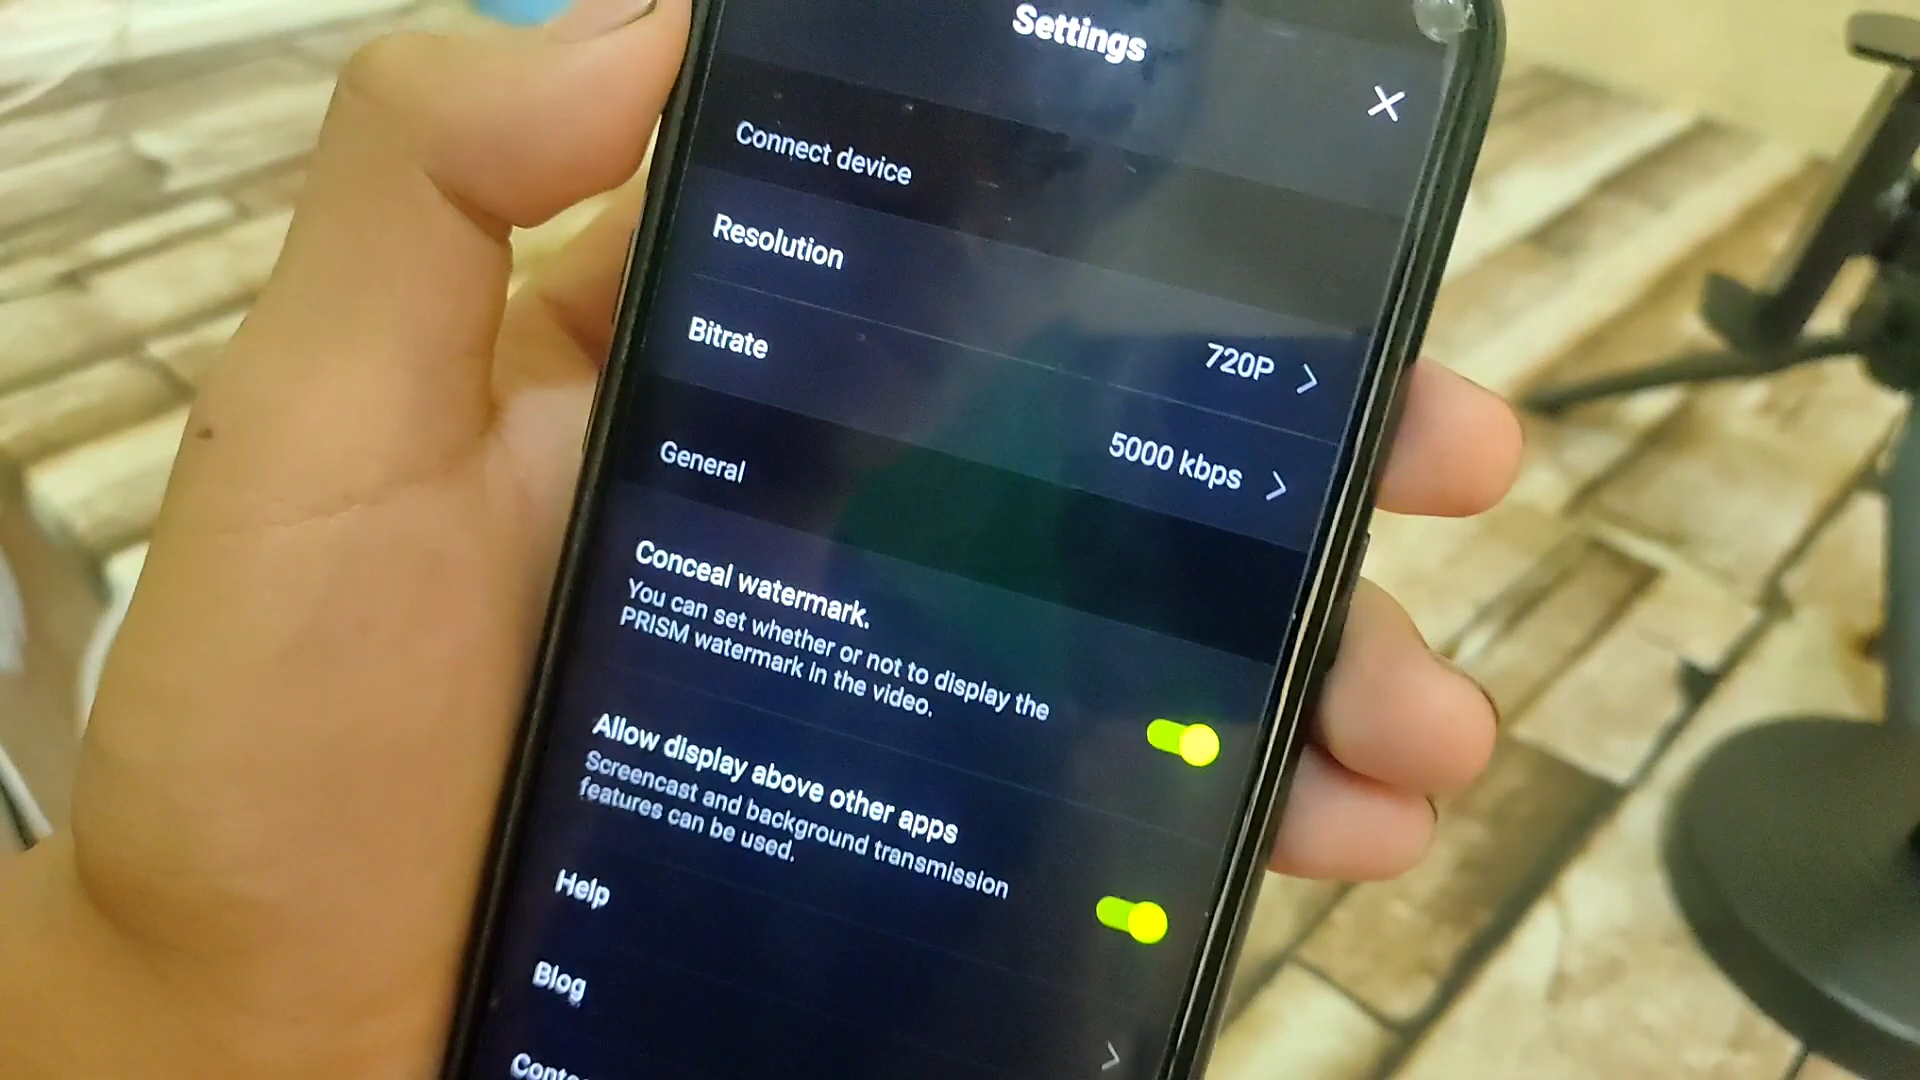 Settings
Connect device
Resolution
720P
Bitrate
5000 kbps
General
Conceal watermark.
You can set whether or not to display the
PRISM watermark in the video.
Allow display above other apps
Screencast and background transmission
features can be used.
Help
Blog